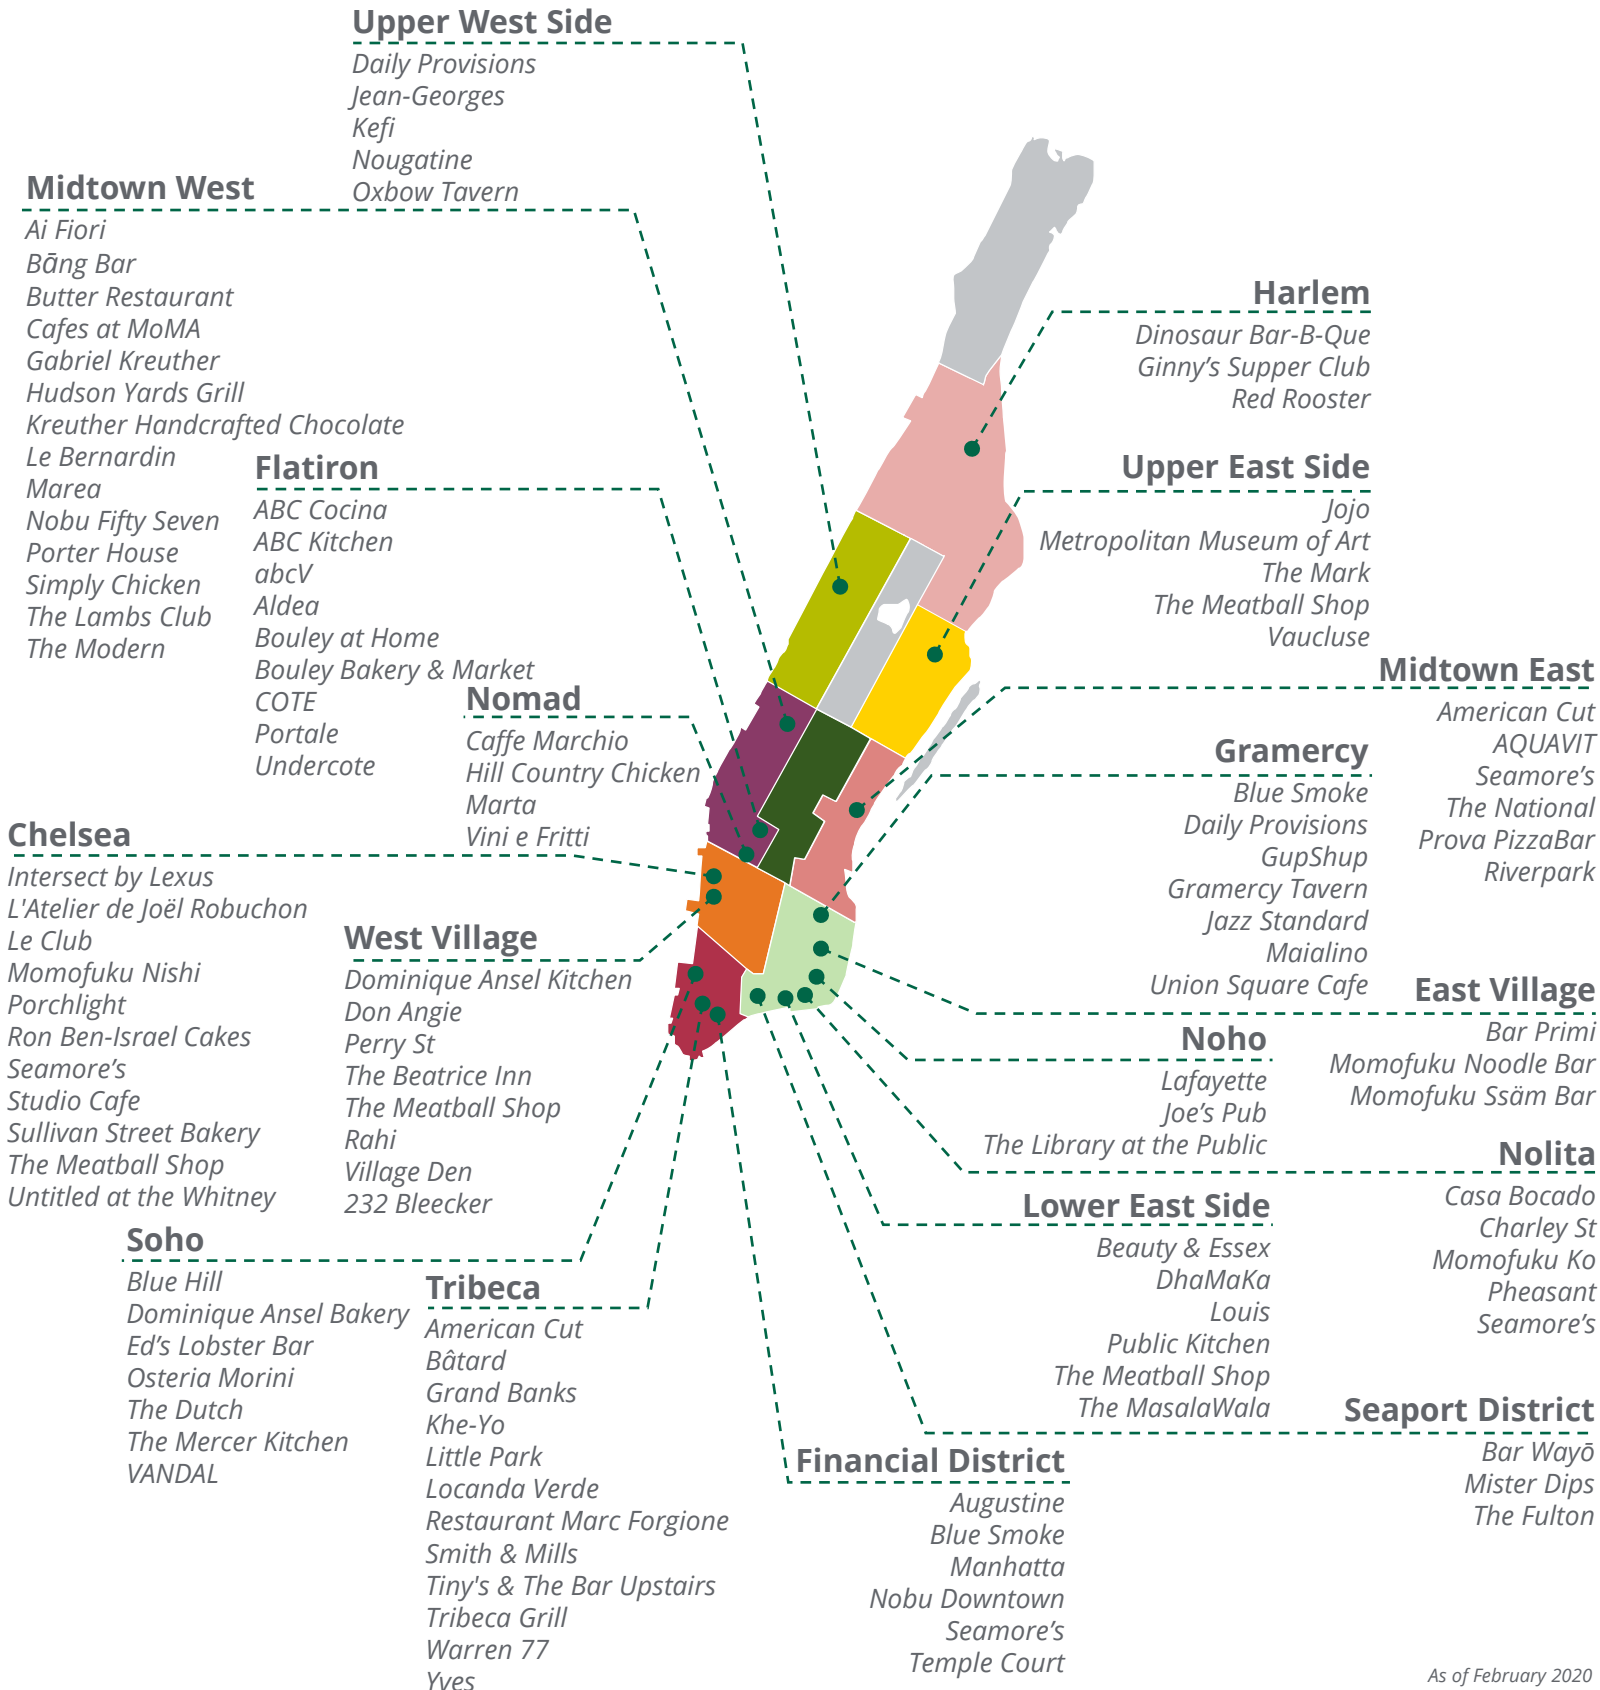 Upper West Side
Daily Provisions
Jean-Georges
Kefi
Nougatine
Oxbow Tavern
Midtown West
Ai Fiori
Bāng Bar
Butter Restaurant
Cafes at MoMA
Gabriel Kreuther
Hudson Yards Grill
Kreuther Handcrafted Chocolate
Le Bernardin
Marea
Nobu Fifty Seven
Porter House
Simply Chicken
The Lambs Club
The Modern
Flatiron
ABC Cocina
ABC Kitchen
abcV
Aldea
Bouley at Home
Bouley Bakery & Market
COTE
Portale
Undercote
Nomad
Caffe Marchio
Hill Country Chicken
Marta
Vini e Fritti
Chelsea
Intersect by Lexus
L'Atelier de Joël Robuchon
Le Club
Momofuku Nishi
Porchlight
Ron Ben-Israel Cakes
Seamore’s
Studio Cafe
Sullivan Street Bakery
The Meatball Shop
Untitled at the Whitney
West Village
Dominique Ansel Kitchen
Don Angie
Perry St
The Beatrice Inn
The Meatball Shop
Rahi
Village Den
232 Bleecker
Soho
Blue Hill
Dominique Ansel Bakery
Ed’s Lobster Bar
Osteria Morini
The Dutch
The Mercer Kitchen
VANDAL
Tribeca
American Cut
Bâtard
Grand Banks
Khe-Yo
Little Park
Locanda Verde
Restaurant Marc Forgione
Smith & Mills
Tiny's & The Bar Upstairs
Tribeca Grill
Warren 77
Yves
Harlem
Dinosaur Bar-B-Que
Ginny’s Supper Club
Red Rooster
Upper East Side
Jojo
Metropolitan Museum of Art
The Mark
The Meatball Shop
Vaucluse
Midtown East
American Cut
AQUAVIT
Seamore’s
The National
Prova PizzaBar
Riverpark
Gramercy
Blue Smoke
Daily Provisions
GupShup
Gramercy Tavern
Jazz Standard
Maialino
Union Square Cafe
East Village
Bar Primi
Momofuku Noodle Bar
Momofuku Ssäm Bar
Noho
Lafayette
Joe’s Pub
The Library at the Public
Nolita
Casa Bocado
Charley St
Momofuku Ko
Pheasant
Seamore’s
Lower East Side
Beauty & Essex
DhaMaKa
Louis
Public Kitchen
The Meatball Shop
The MasalaWala
Seaport District
Bar Wayō
Mister Dips
The Fulton
Financial District
Augustine
Blue Smoke
Manhatta
Nobu Downtown
Seamore’s
Temple Court
As of February 2020